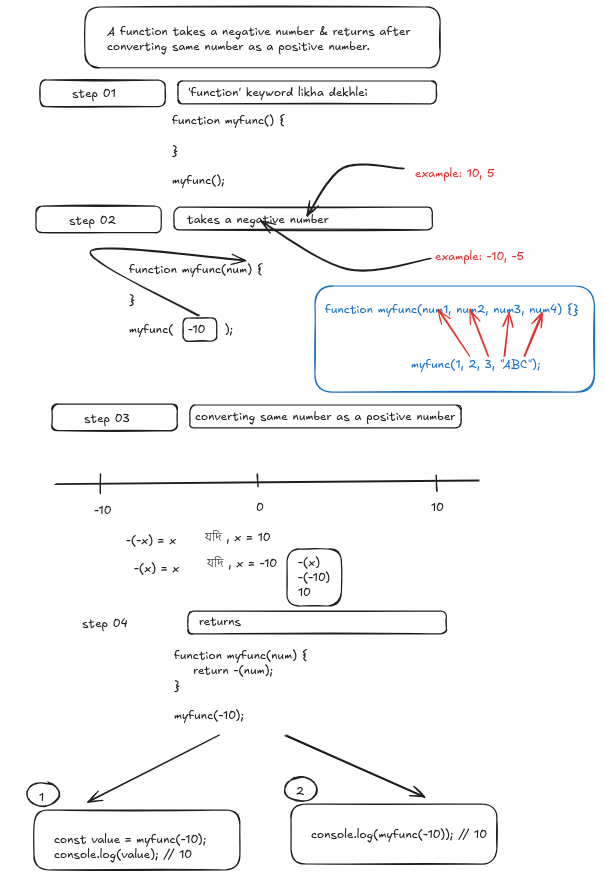 A function takes a negative number & returns after
converting same number as a positive number.
step 01
'function' keyword likha dekhlei
function myfunc() {
}
myfunc();
example: 10, 5
step 02
takes a negative number
example: -10, -5
function myfunc(num) {
}
myfunc( -10 );
function myfunc(num1, num2, num3, num4) {}
myfunc(1, 2, 3, "ABC");
step 03
converting same number as a positive number
-10
0
10
-(-x) = x যদি , x = 10
-(x) = x যদি , x = -10
-(x)
-(-10)
10
step 04
returns
function myfunc(num) {
return -(num);
}
myfunc(-10);
1
const value = myfunc(-10);
console.log(value); // 10
2
console.log(myfunc(-10)); // 10